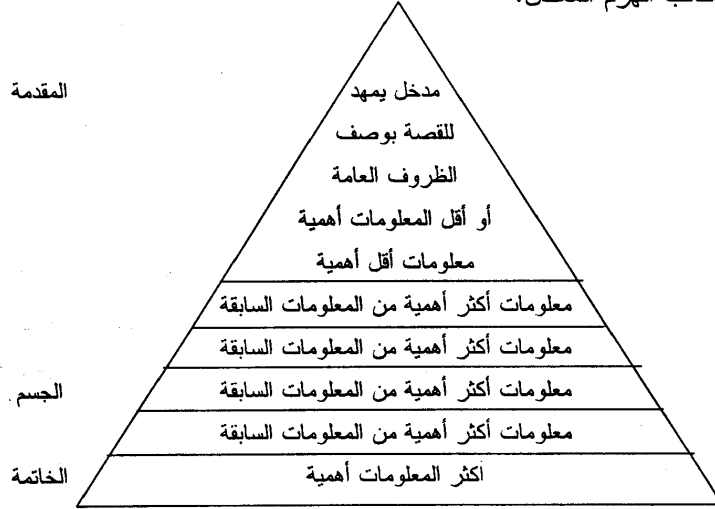 الهرم المعتدل.
مدخل يمهد
المقدمة
للقصة بوصف
الظروف العامة
أو أقل المعلومات أهمية
معلومات أقل أهمية
معلومات أكثر أهمية من المعلومات السابقة
معلومات أكثر أهمية من المعلومات السابقة
معلومات أكثر أهمية من المعلومات السابقة
الجسم
معلومات أكثر أهمية من المعلومات السابقة
اكثر المعلومات أهمية
الخاتمة